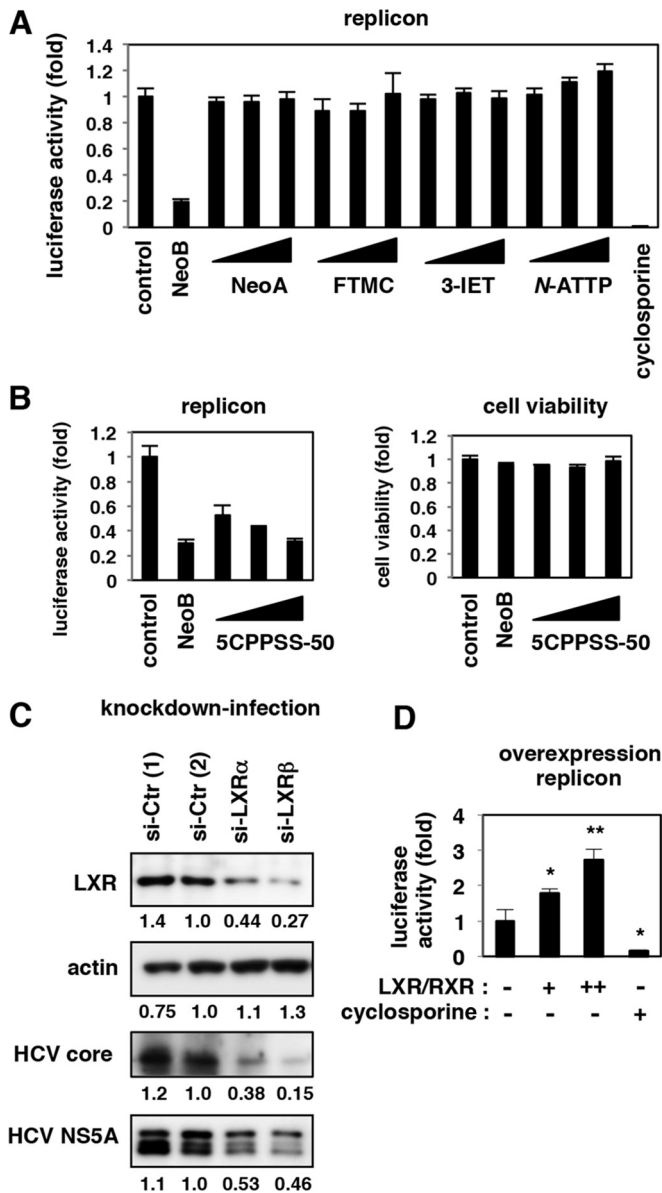 A
replicon
luciferase activity (fold)
1.4
1.2
1
0.8
0.6
0.4
0.2
0
control
NeoB
NeoA
FTMC
3-IET
N-ATTP
cyclosporine
B
replicon
luciferase activity (fold)
1.2
1
0.8
0.6
0.4
0.2
0
control
NeoB
5CPPSS-50
cell viability
cell viability (fold)
1.2
1
0.8
0.6
0.4
0.2
0
control
NeoB
5CPPSS-50
C
knockdown-infection
si-Ctr (1)
si-Ctr (2)
si-LXRα
si-LXRβ
LXR
1.4 1.0 0.44 0.27
actin
0.75 1.0 1.1 1.3
HCV core
1.2 1.0 0.38 0.15
HCV NS5A
1.1 1.0 0.53 0.46
D
overexpression
replicon
luciferase
activity (fold)
4
3
2
1
0
*
**
*
LXR/RXR : - + ++ -
cyclosporine : - - - +